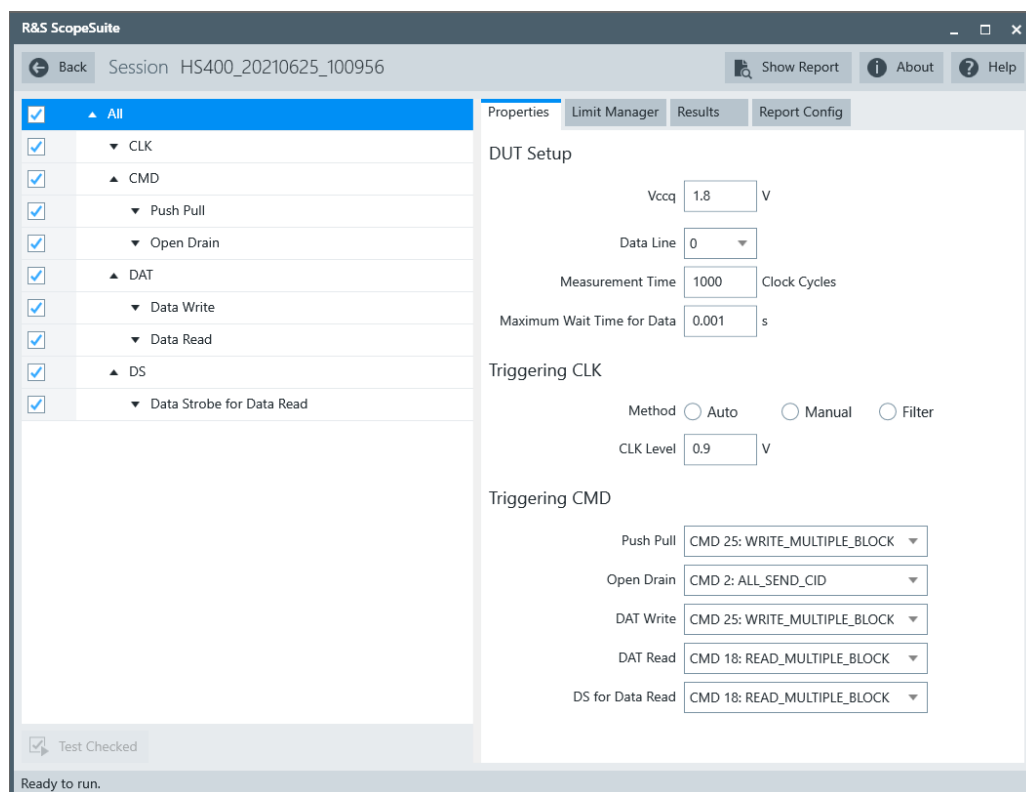 R&S ScopeSuite
Back Session HS400_20210625_100956 Show Report About Help
All
CLK
CMD
Push Pull
Open Drain
DAT
Data Write
Data Read
DS
Data Strobe for Data Read
Test Checked
Properties Limit Manager Results Report Config
DUT Setup
Vccq 1.8 V
Data Line 0
Measurement Time 1000 Clock Cycles
Maximum Wait Time for Data 0.001 s
Triggering CLK
Method Auto Manual Filter
CLK Level 0.9 V
Triggering CMD
Push Pull CMD 25: WRITE_MULTIPLE_BLOCK
Open Drain CMD 2: ALL_SEND_CID
DAT Write CMD 25: WRITE_MULTIPLE_BLOCK
DAT Read CMD 18: READ_MULTIPLE_BLOCK
DS for Data Read CMD 18: READ_MULTIPLE_BLOCK
Ready to run.